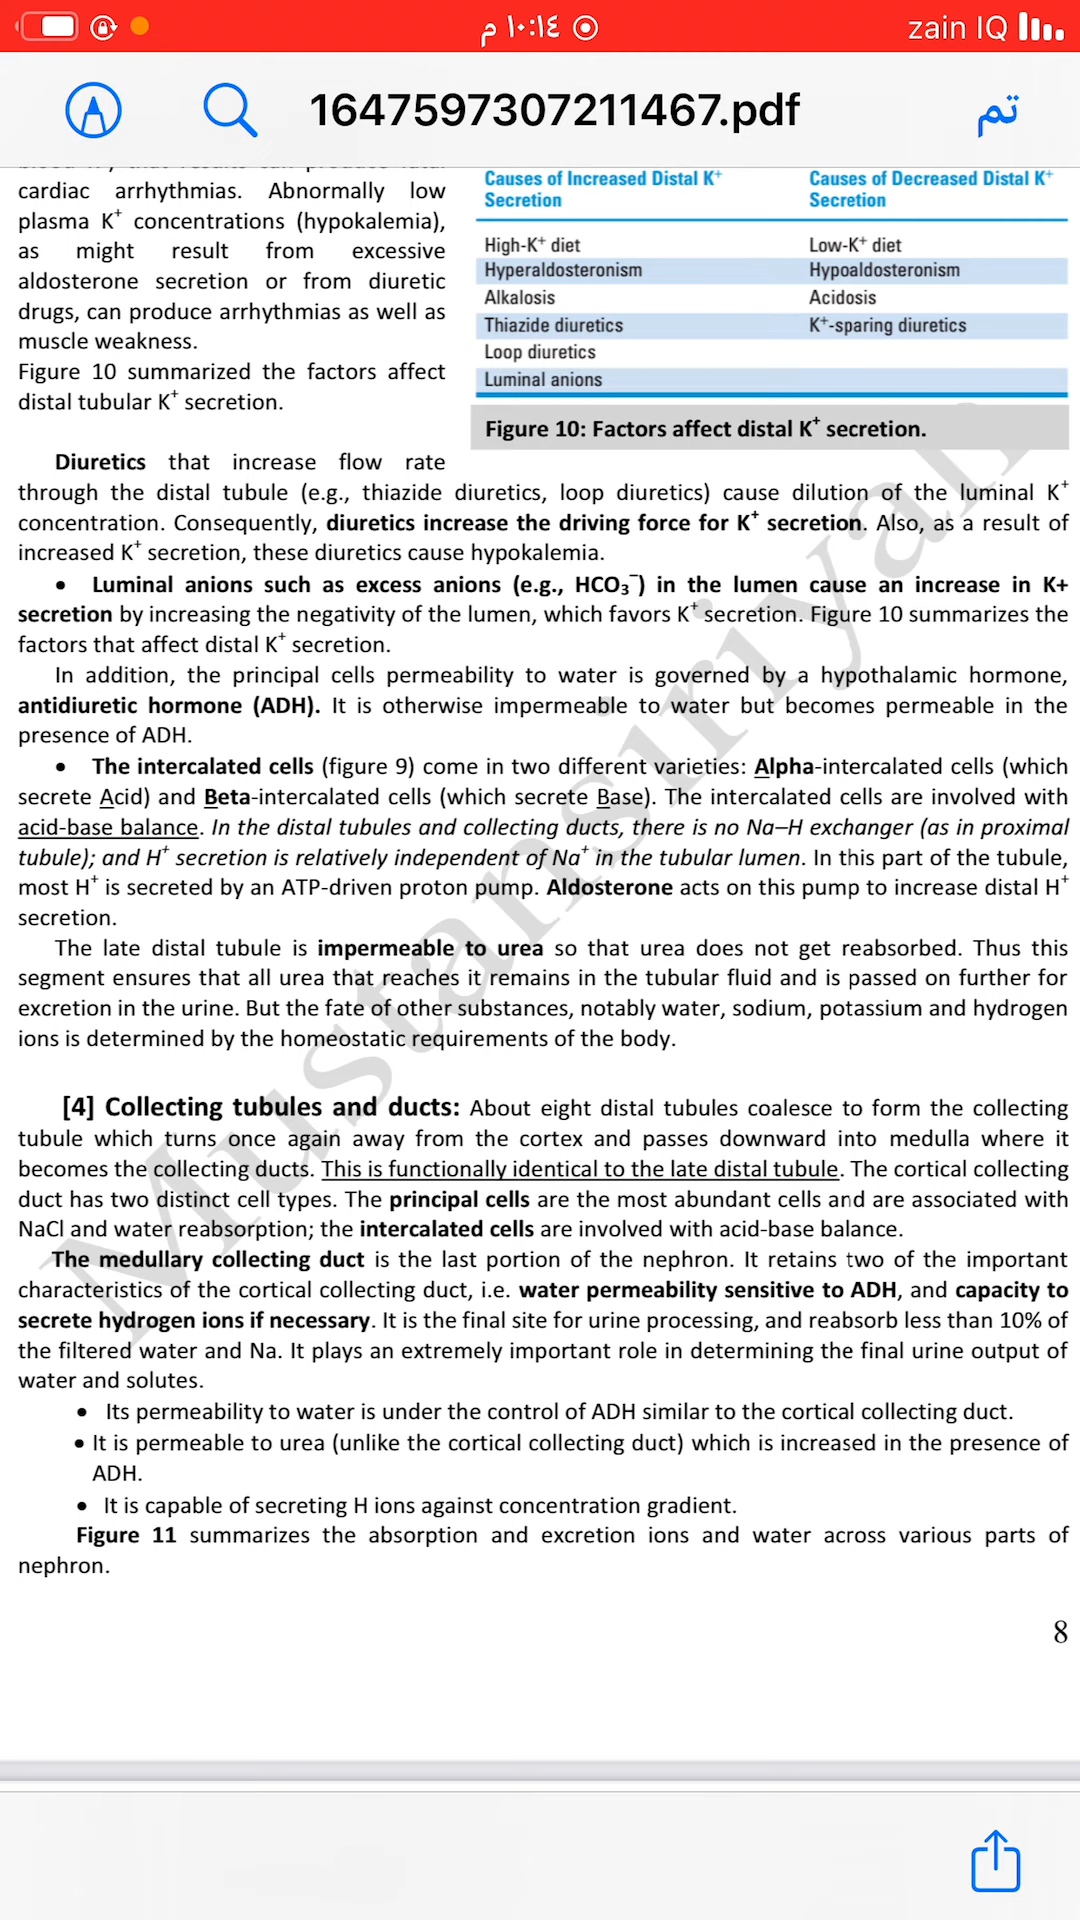 zain IQ
١٠:١٤ م
1647597307211467.pdf
تم
cardiac arrhythmias. Abnormally low
plasma K⁺ concentrations (hypokalemia),
as might result from excessive
aldosterone secretion or from diuretic
drugs, can produce arrhythmias as well as
muscle weakness.
Figure 10 summarized the factors affect
distal tubular K⁺ secretion.
Causes of Increased Distal K⁺ Secretion
Causes of Decreased Distal K⁺ Secretion
High-K⁺ diet
Low-K⁺ diet
Hyperaldosteronism
Hypoaldosteronism
Alkalosis
Acidosis
Thiazide diuretics
K⁺-sparing diuretics
Loop diuretics
Luminal anions
Figure 10: Factors affect distal K⁺ secretion.
Diuretics that increase flow rate
through the distal tubule (e.g., thiazide diuretics, loop diuretics) cause dilution of the luminal K⁺
concentration. Consequently, diuretics increase the driving force for K⁺ secretion. Also, as a result of
increased K⁺ secretion, these diuretics cause hypokalemia.
• Luminal anions such as excess anions (e.g., HCO₃⁻) in the lumen cause an increase in K+
secretion by increasing the negativity of the lumen, which favors K⁺ secretion. Figure 10 summarizes the
factors that affect distal K⁺ secretion.
In addition, the principal cells permeability to water is governed by a hypothalamic hormone,
antidiuretic hormone (ADH). It is otherwise impermeable to water but becomes permeable in the
presence of ADH.
• The intercalated cells (figure 9) come in two different varieties: Alpha-intercalated cells (which
secrete Acid) and Beta-intercalated cells (which secrete Base). The intercalated cells are involved with
acid-base balance. In the distal tubules and collecting ducts, there is no Na–H exchanger (as in proximal
tubule); and H⁺ secretion is relatively independent of Na⁺ in the tubular lumen. In this part of the tubule,
most H⁺ is secreted by an ATP-driven proton pump. Aldosterone acts on this pump to increase distal H⁺
secretion.
The late distal tubule is impermeable to urea so that urea does not get reabsorbed. Thus this
segment ensures that all urea that reaches it remains in the tubular fluid and is passed on further for
excretion in the urine. But the fate of other substances, notably water, sodium, potassium and hydrogen
ions is determined by the homeostatic requirements of the body.
[4] Collecting tubules and ducts: About eight distal tubules coalesce to form the collecting
tubule which turns once again away from the cortex and passes downward into medulla where it
becomes the collecting ducts. This is functionally identical to the late distal tubule. The cortical collecting
duct has two distinct cell types. The principal cells are the most abundant cells and are associated with
NaCl and water reabsorption; the intercalated cells are involved with acid-base balance.
The medullary collecting duct is the last portion of the nephron. It retains two of the important
characteristics of the cortical collecting duct, i.e. water permeability sensitive to ADH, and capacity to
secrete hydrogen ions if necessary. It is the final site for urine processing, and reabsorb less than 10% of
the filtered water and Na. It plays an extremely important role in determining the final urine output of
water and solutes.
• Its permeability to water is under the control of ADH similar to the cortical collecting duct.
• It is permeable to urea (unlike the cortical collecting duct) which is increased in the presence of
ADH.
• It is capable of secreting H ions against concentration gradient.
Figure 11 summarizes the absorption and excretion ions and water across various parts of
nephron.
8
Mustansiriyah